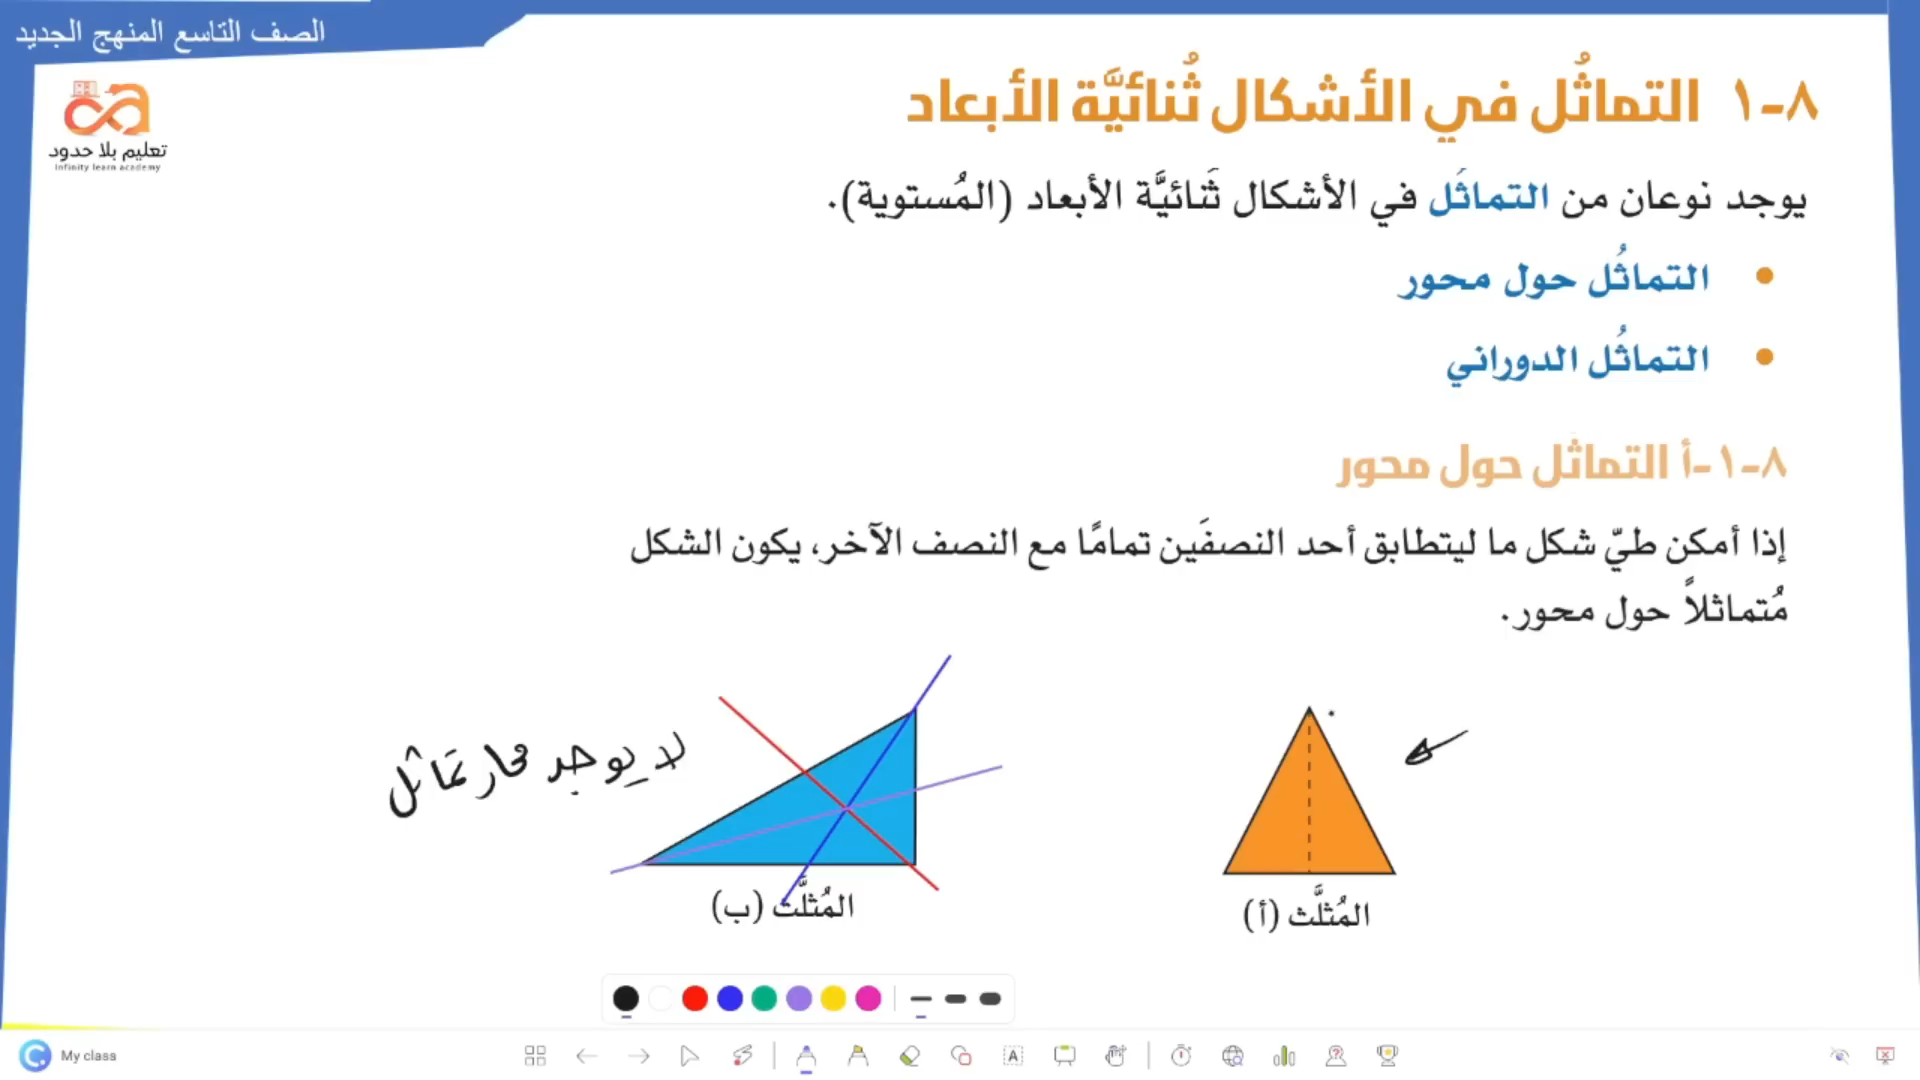 الصف التاسع المنهج الجديد
تعليم بلا حدود
Infinity learn academy
٨-١ التماثُل في الأشكال ثُنائيَّة الأبعاد
يوجد نوعان من التماثَل في الأشكال ثَنائيَّة الأبعاد (المُستوية).
• التماثُل حول محور
• التماثُل الدوراني
٨-١-أ التماثل حول محور
إذا أمكن طيّ شكل ما ليتطابق أحد النصفَين تمامًا مع النصف الآخر، يكون الشكل
مُتماثلاً حول محور.
لا يوجد محار تماثل
المُثلَّث (أ)
المُثلَّث (ب)
A
My class